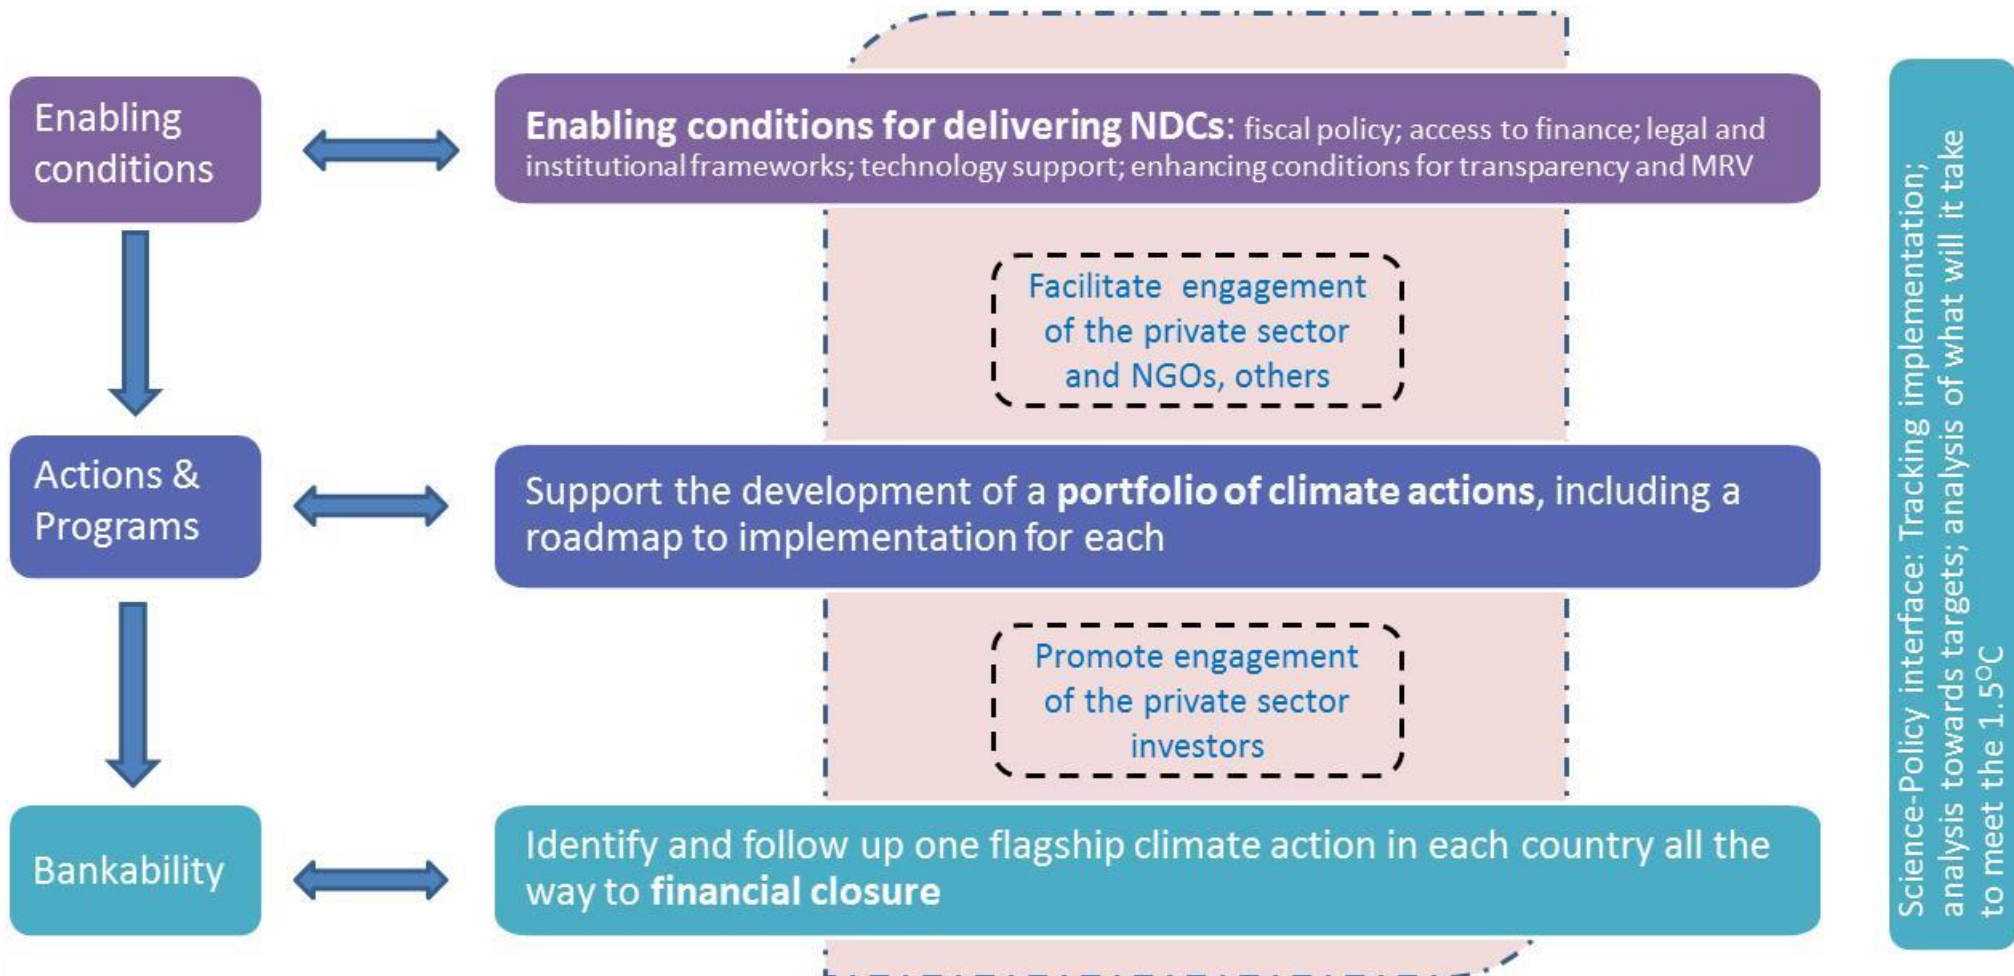 Enabling
conditions
Enabling conditions for delivering NDCs: fiscal policy; access to finance; legal and
institutional frameworks; technology support; enhancing conditions for transparency and MRV
Facilitate engagement
of the private sector
and NGOs, others
Actions &
Programs
Support the development of a portfolio of climate actions, including a
roadmap to implementation for each
Promote engagement
of the private sector
investors
Bankability
Identify and follow up one flagship climate action in each country all the
way to financial closure
Science-Policy interface: Tracking implementation;
analysis towards targets; analysis of what will it take
to meet the 1.5°C